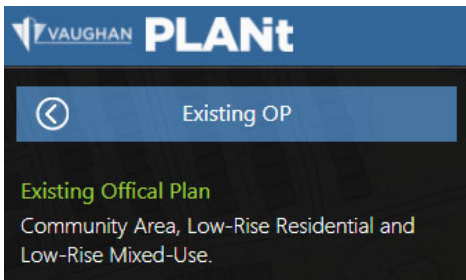 VAUGHAN PLANit
Existing OP
Existing Offical Plan
Community Area, Low-Rise Residential and
Low-Rise Mixed-Use.